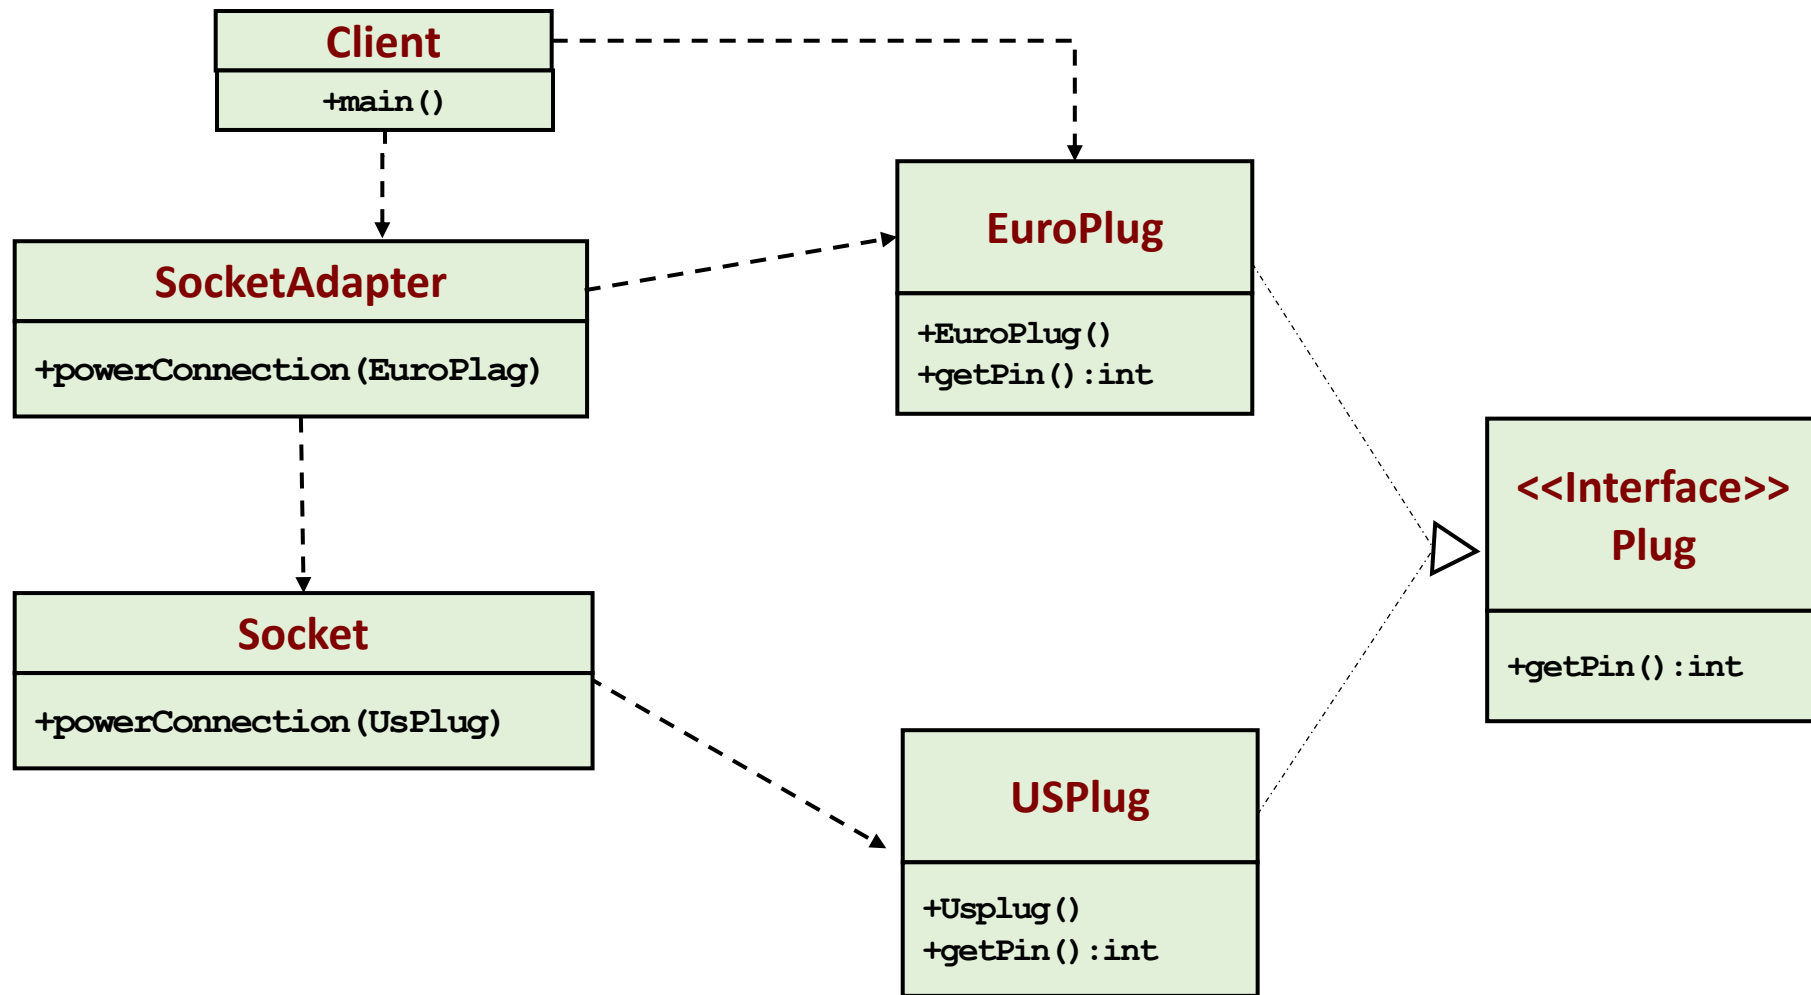 Client
+main()
SocketAdapter
+powerConnection(EuroPlag)
EuroPlug
+EuroPlug()
+getPin():int
<<Interface>>
Plug
+getPin():int
Socket
+powerConnection(UsPlug)
USPlug
+Usplug()
+getPin():int